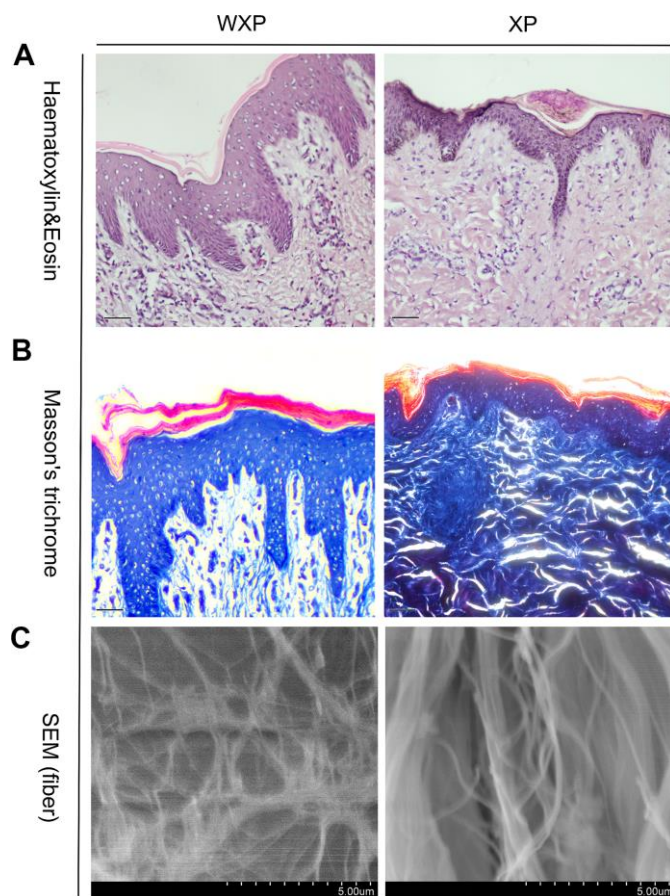 WXP
XP
A
Haematoxylin&Eosin
B
Masson's trichrome
C
SEM (fiber)
5.00um
5.00um